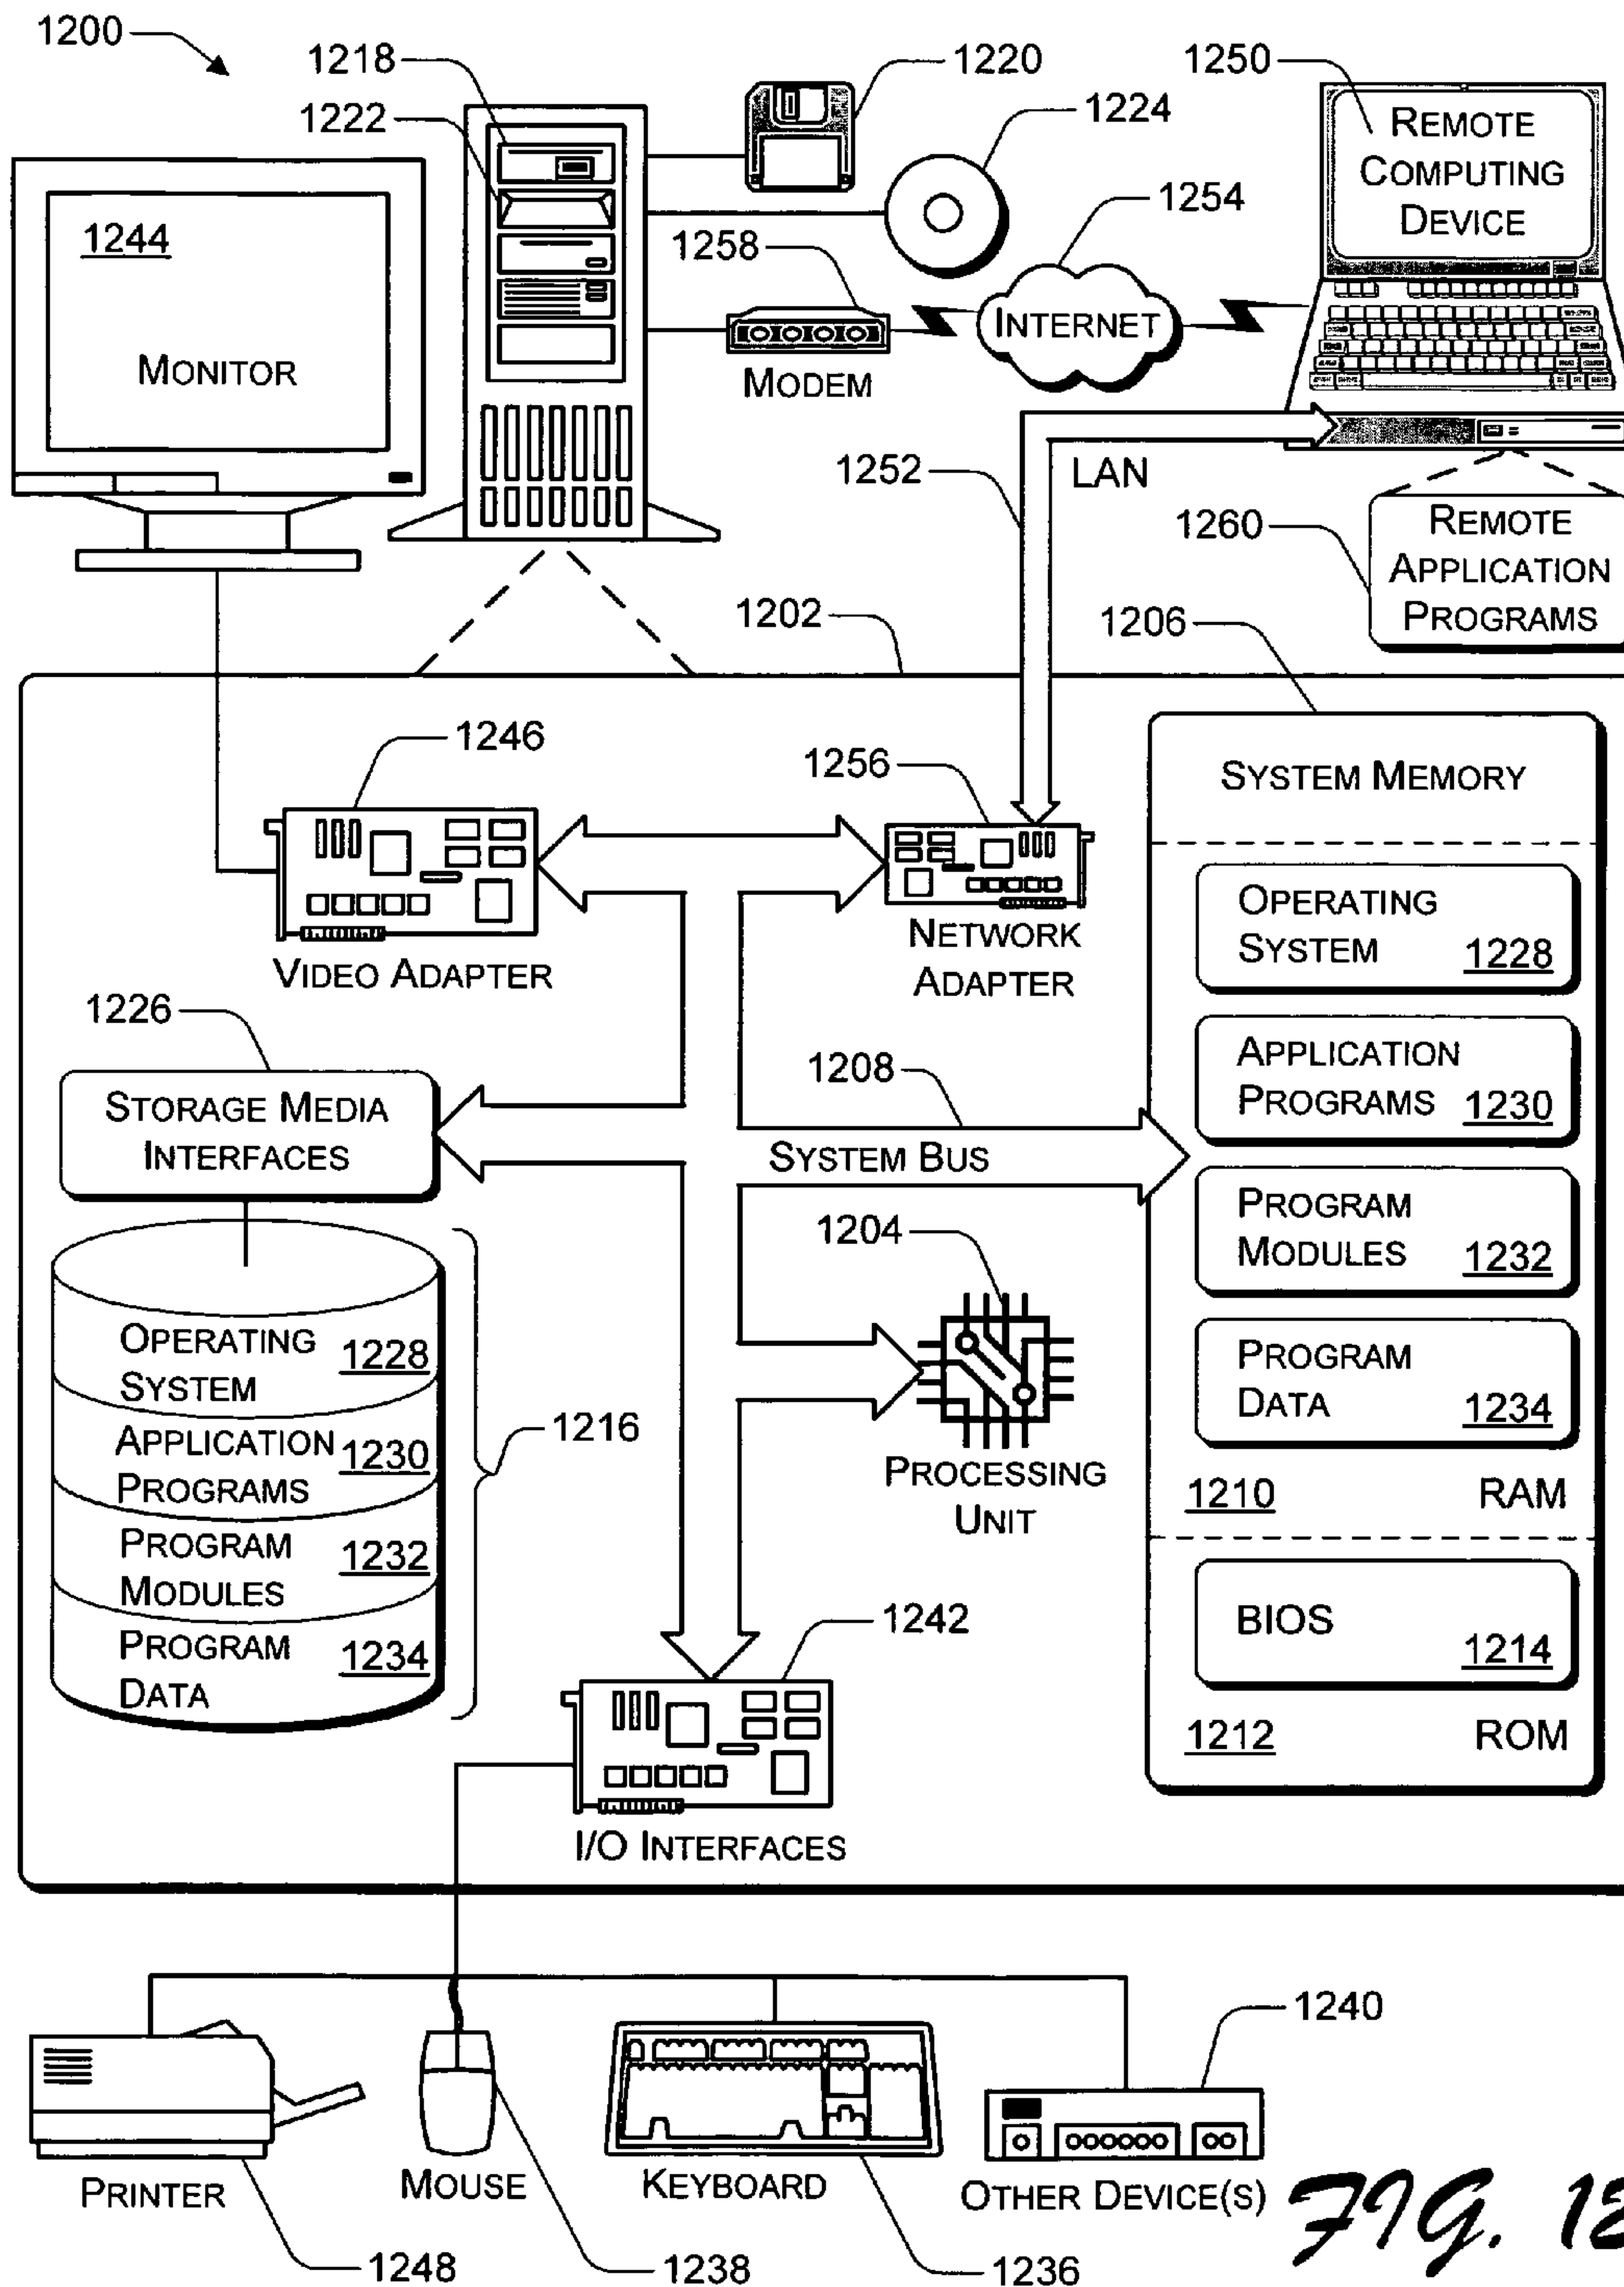 1200
1218
1222
1220
1224
1250
REMOTE
COMPUTING
DEVICE
1244
MONITOR
1258
MODEM
1254
INTERNET
1252
LAN
1260
REMOTE
APPLICATION
PROGRAMS
1202
1206
1246
VIDEO ADAPTER
1256
NETWORK
ADAPTER
SYSTEM MEMORY
OPERATING
SYSTEM 1228
APPLICATION
PROGRAMS 1230
PROGRAM
MODULES 1232
PROGRAM
DATA 1234
1210 RAM
BIOS
1214
1212 ROM
1226
STORAGE MEDIA
INTERFACES
1208
SYSTEM BUS
1204
PROCESSING
UNIT
OPERATING
SYSTEM 1228
APPLICATION
PROGRAMS 1230
PROGRAM
MODULES 1232
PROGRAM
DATA 1234
1216
1242
I/O INTERFACES
1240
PRINTER
MOUSE
KEYBOARD
OTHER DEVICE(S)
1248
1238
1236
FIG.